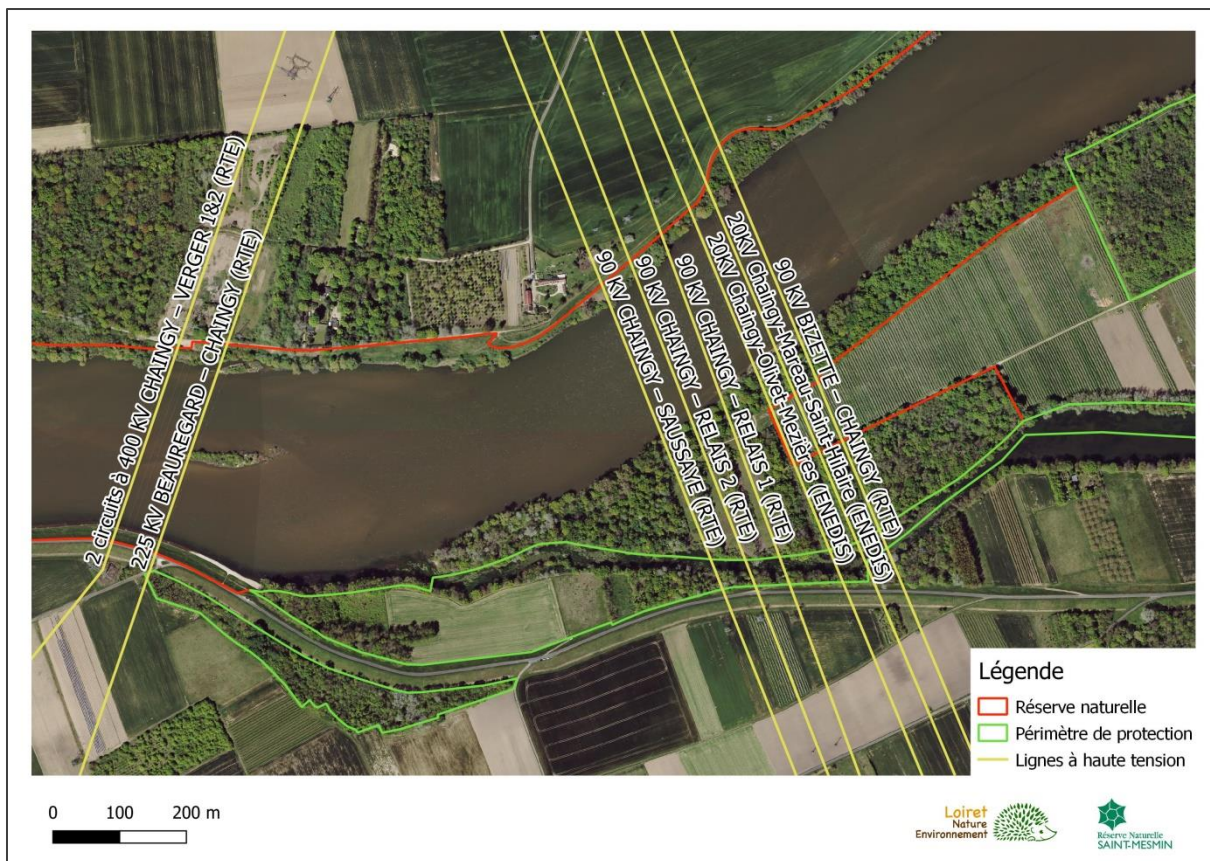 2 circuits à 400 KV CHAINGY – VERGER 1&2 (RTE)
225 KV BEAUREGARD – CHAINGY (RTE)
90 KV CHAINGY – SAUSSAYE (RTE)
90 KV CHAINGY – RELAIS 2 (RTE)
90 KV CHAINGY – RELAIS 1 (RTE)
20KV Chaingy-Olivet-Mezières (ENEDIS)
20KV Chaingy-Mareau-Saint-Hilaire (ENEDIS)
90 KV BIZETTE – CHAINGY (RTE)
Légende
Réserve naturelle
Périmètre de protection
Lignes à haute tension
0 100 200 m
Loiret
Nature
Environnement
Réserve Naturelle
SAINT-MESMIN